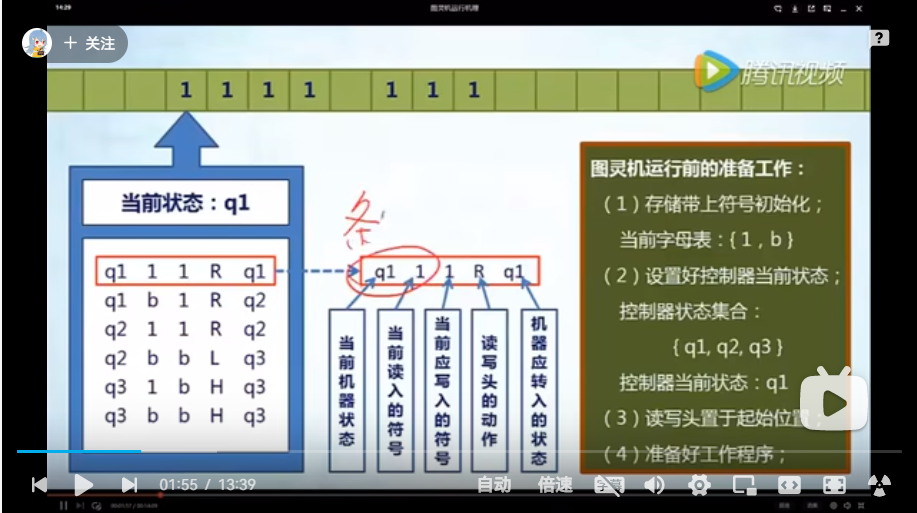 14:29
图灵机运行机理
+ 关注
?
1 1 1 1 1 1 1
腾讯视频
当前状态：q1
q1 1 1 R q1
q1 b 1 R q2
q2 1 1 R q2
q2 b b L q3
q3 1 b H q3
q3 b b H q3
条
q1 1 1 R q1
当前机器状态
当前读入的符号
当前应写入的符号
读写头的动作
机器应转入的状态
图灵机运行前的准备工作：
（1）存储带上符号初始化；
当前字母表：{ 1 , b }
（2）设置好控制器当前状态；
控制器状态集合：
{ q1, q2, q3 }
控制器当前状态：q1
（3）读写头置于起始位置；
（4）准备好工作程序；
01:55 / 13:39
自动
倍速
字幕